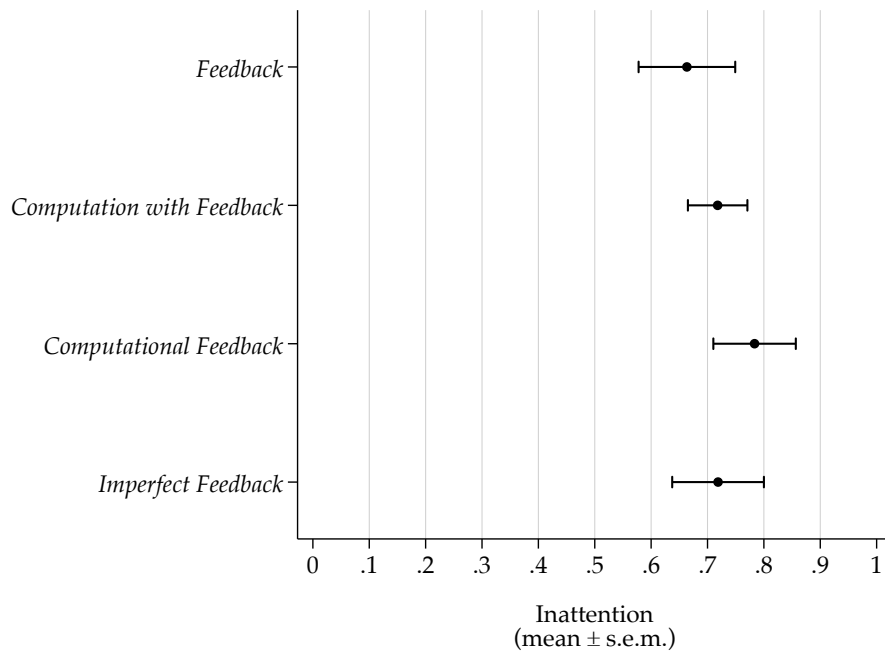 Feedback
Computation with Feedback
Computational Feedback
Imperfect Feedback
0 .1 .2 .3 .4 .5 .6 .7 .8 .9 1
Inattention
(mean ± s.e.m.)